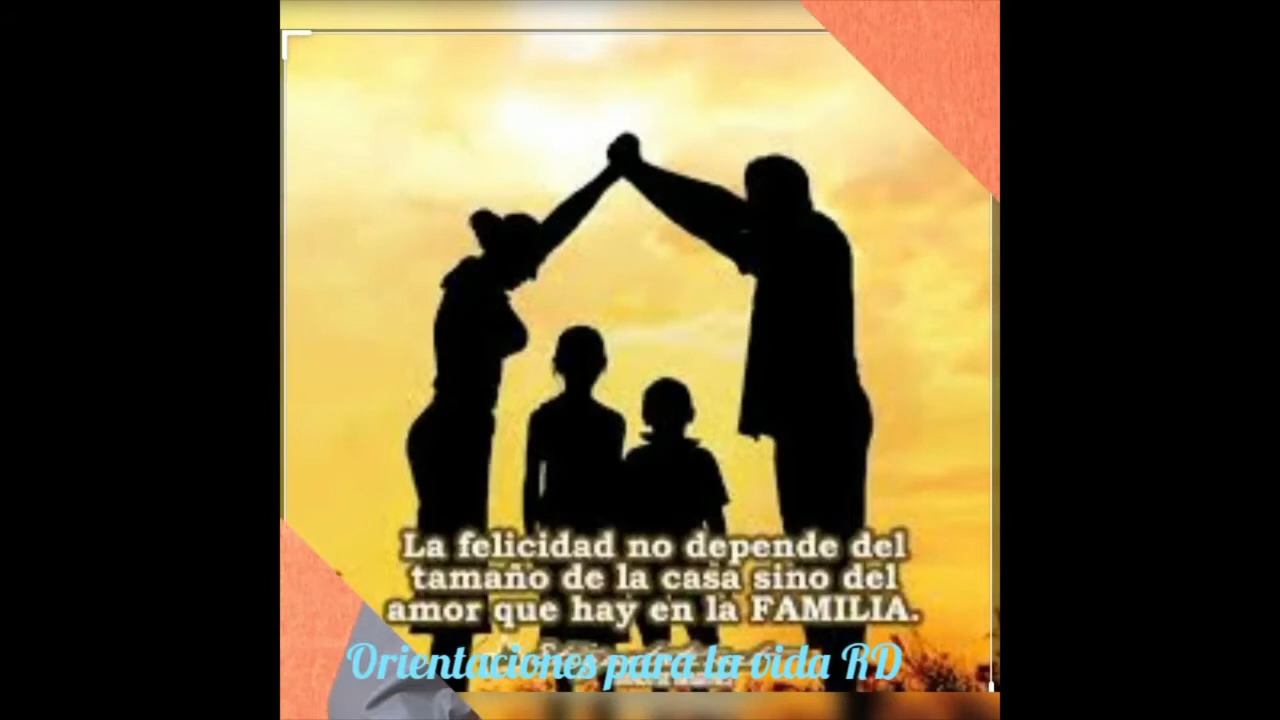 La felicidad no depende del
tamaño de la casa sino del
amor que hay en la FAMILIA.
Orientaciones para la vida RD